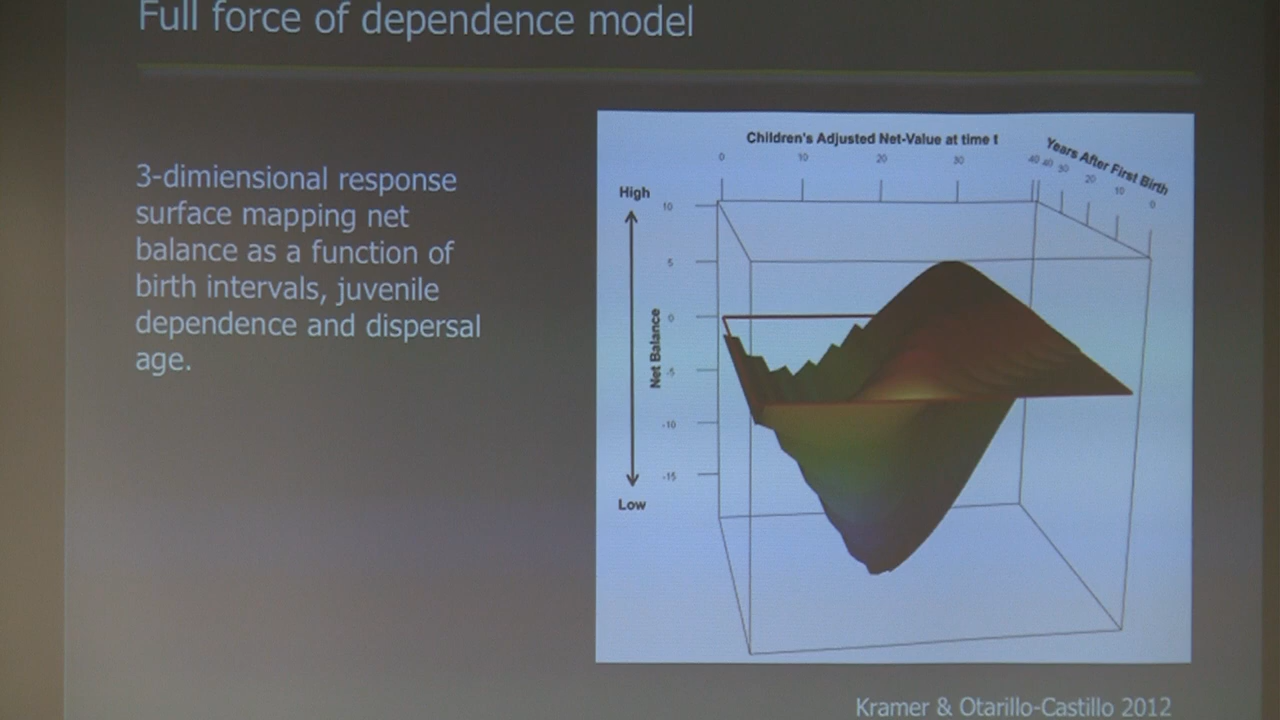 Full force of dependence model
3-dimiensional response
surface mapping net
balance as a function of
birth intervals, juvenile
dependence and dispersal
age.
Children's Adjusted Net-Value at time t
0 10 20 30 40
Years After First Birth
40 30 20 10 0
High
Net Balance
10
5
0
-5
-10
-15
Low
Kramer & Otarillo-Castillo 2012